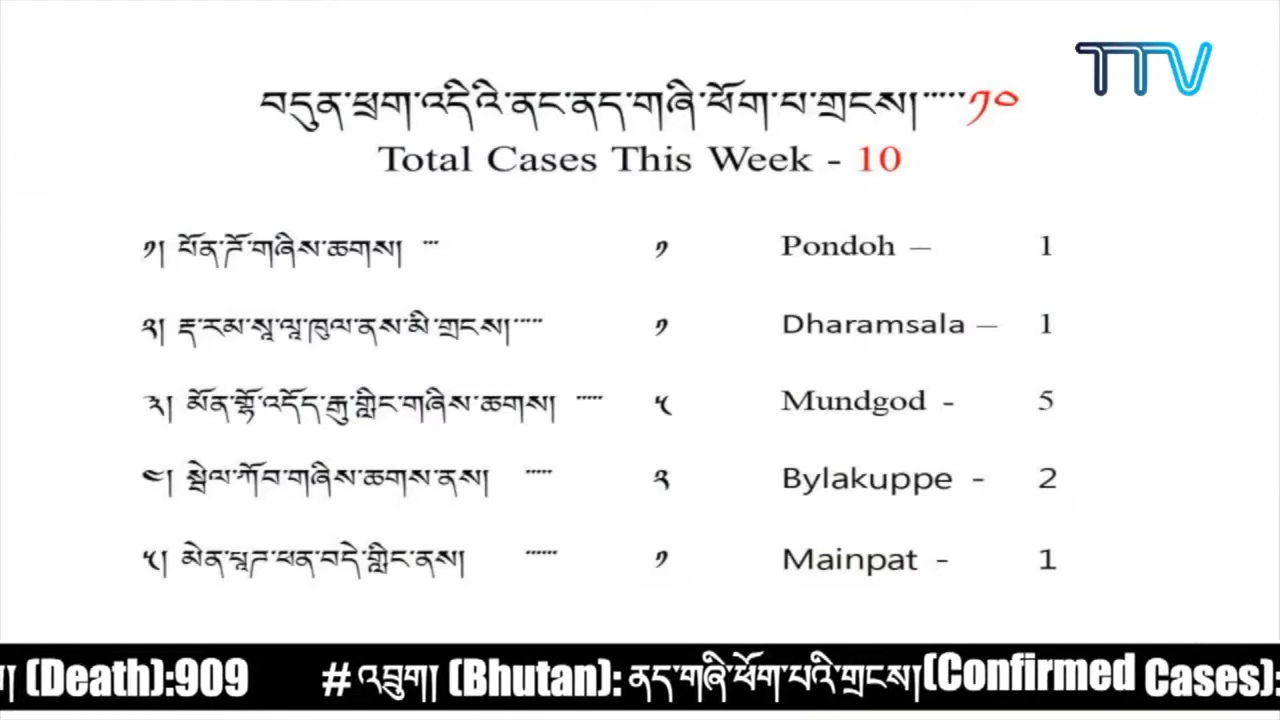 TTV
བདུན་ཕྲག་འདིའི་ནང་ནད་གཞི་ཕོག་པ་གྲངས། ་་་་་༡༠
Total Cases This Week - 10
༡། པོན་ཊོ་གཞིས་ཆགས། ་་་ ༡ Pondoh – 1
༢། རྡ་རམ་སཱ་ལཱ་ཁུལ་ནས་མི་གྲངས། ་་་་་ ༡ Dharamsala – 1
༣། མོན་གྷོ་འདོད་རྒུ་གླིང་གཞིས་ཆགས། ་་་་་ ༥ Mundgod - 5
༤། སྦེལ་ཀོབ་གཞིས་ཆགས་ནས། ་་་་་ ༢ Bylakuppe - 2
༥། མེན་པཱཊ་ཕན་བདེ་གླིང་ནས། ་་་་་་ ༡ Mainpat - 1
ས། (Death):909 # འབྲུག། (Bhutan): ནད་གཞི་ཕོག་པའི་གྲངས།(Confirmed Cases):